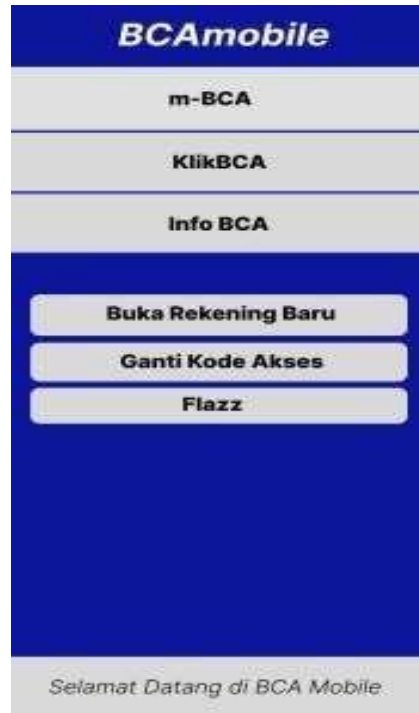 BCAmobile
m-BCA
KlikBCA
Info BCA
Buka Rekening Baru
Ganti Kode Akses
Flazz
Selamat Datang di BCA Mobile